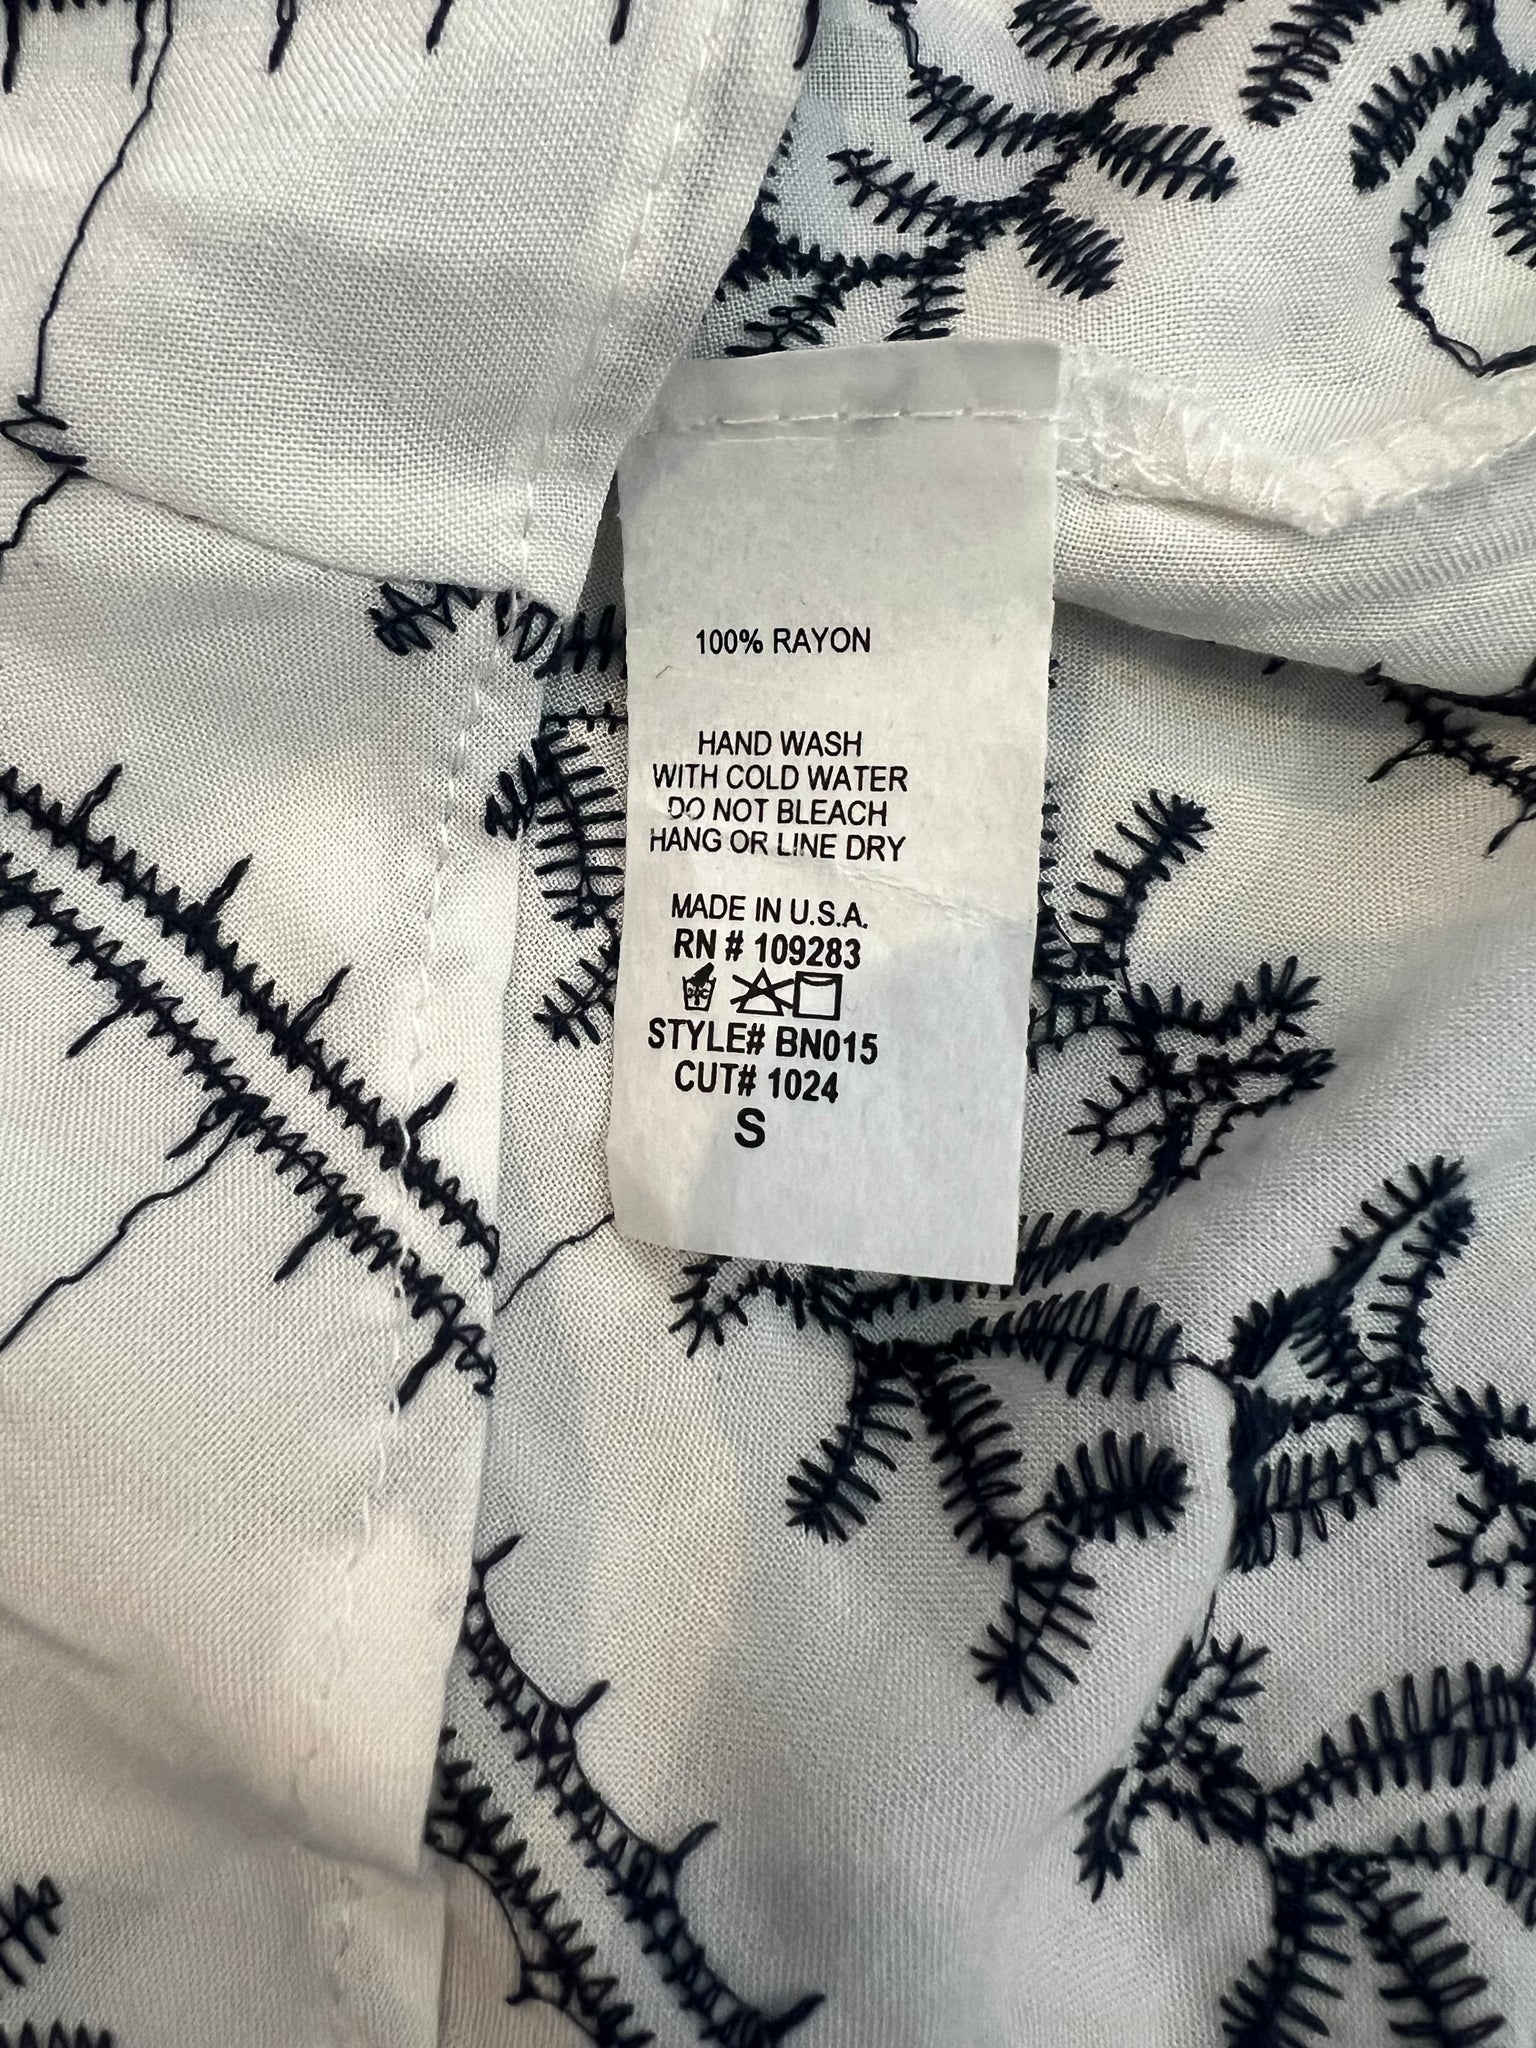 100% RAYON
HAND WASH
WITH COLD WATER
DO NOT BLEACH
HANG OR LINE DRY
MADE IN U.S.A.
RN # 109283
STYLE# BN015
CUT# 1024
S